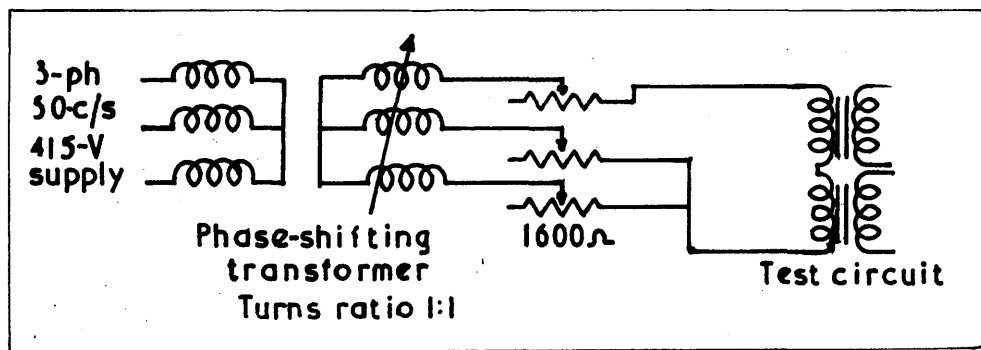 3-ph
50-c/s
415-V
supply
Phase-shifting
transformer
Turns ratio 1:1
1600Ω
Test circuit